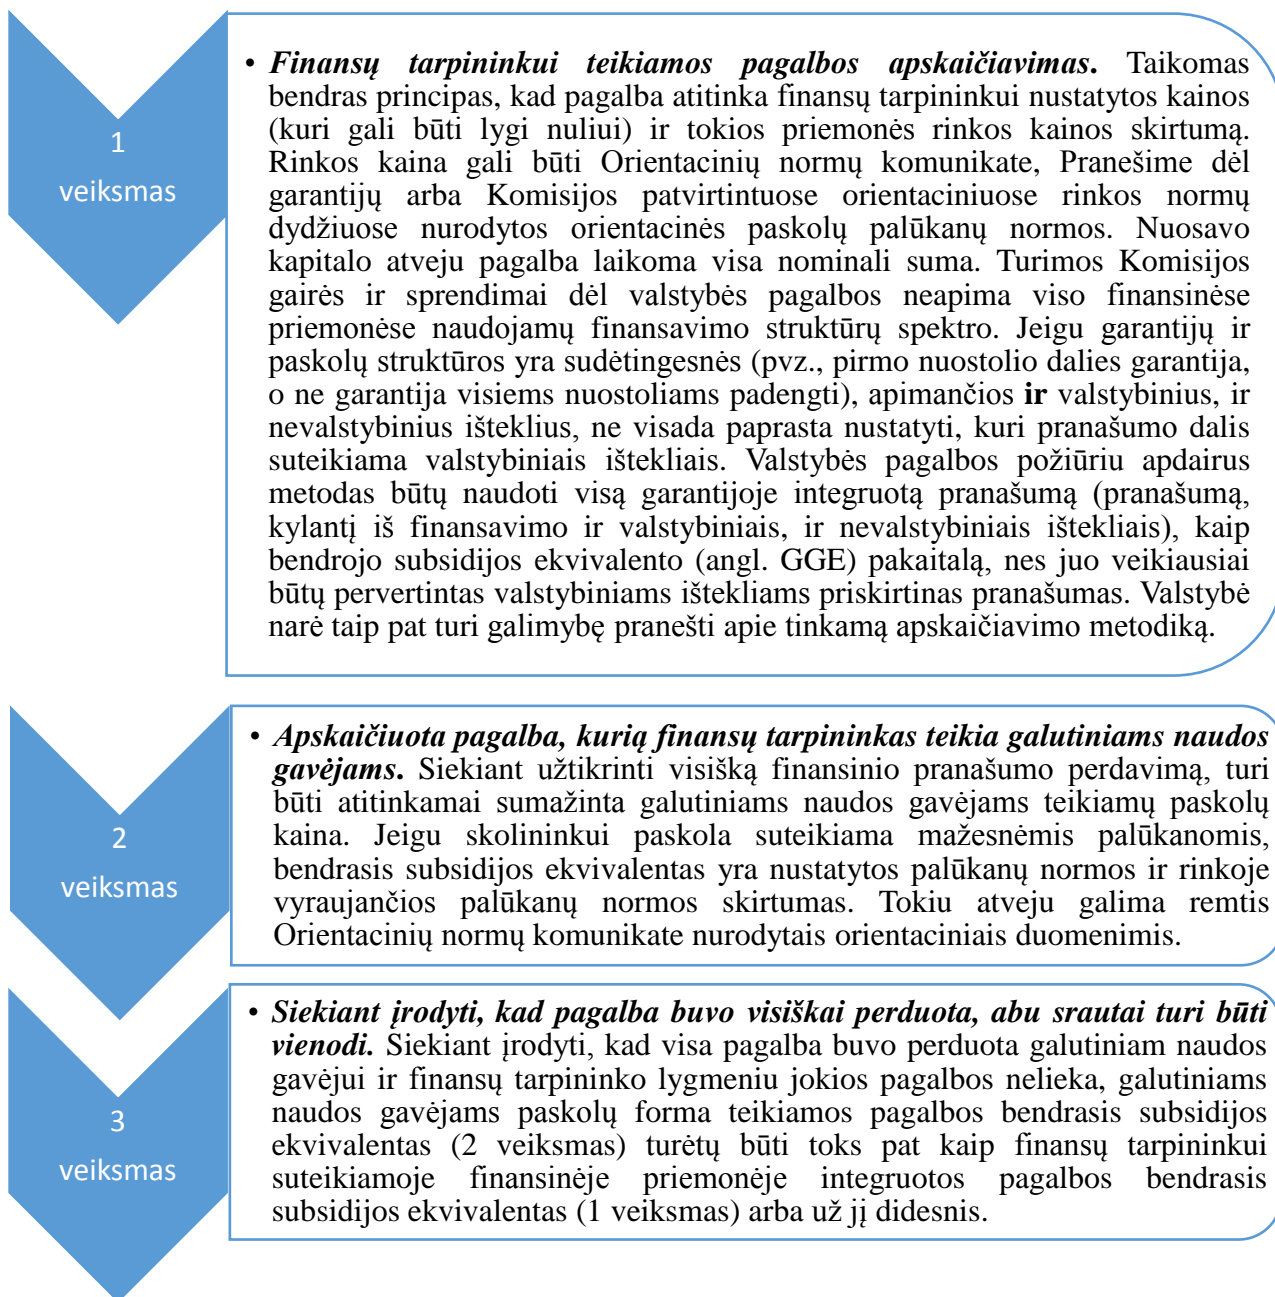 1
veiksmas
• Finansų tarpininkui teikiamos pagalbos apskaičiavimas. Taikomas
bendras principas, kad pagalba atitinka finansų tarpininkui nustatytos kainos
(kuri gali būti lygi nuliui) ir tokios priemonės rinkos kainos skirtumą.
Rinkos kaina gali būti Orientacinių normų komunikate, Pranešime dėl
garantijų arba Komisijos patvirtintuose orientaciniuose rinkos normų
dydžiuose nurodytos orientacinės paskolų palūkanų normos. Nuosavo
kapitalo atveju pagalba laikoma visa nominali suma. Turimos Komisijos
gairės ir sprendimai dėl valstybės pagalbos neapima viso finansinėse
priemonėse naudojamų finansavimo struktūrų spektro. Jeigu garantijų ir
paskolų struktūros yra sudėtingesnės (pvz., pirmo nuostolio dalies garantija,
o ne garantija visiems nuostoliams padengti), apimančios ir valstybinius, ir
nevalstybinius išteklius, ne visada paprasta nustatyti, kuri pranašumo dalis
suteikiama valstybiniais ištekliais. Valstybės pagalbos požiūriu apdairus
metodas būtų naudoti visą garantijoje integruotą pranašumą (pranašumą,
kylantį iš finansavimo ir valstybiniais, ir nevalstybiniais ištekliais), kaip
bendrojo subsidijos ekvivalento (angl. GGE) pakaitalą, nes juo veikiausiai
būtų pervertintas valstybiniams ištekliams priskirtinas pranašumas. Valstybė
narė taip pat turi galimybę pranešti apie tinkamą apskaičiavimo metodiką.
2
veiksmas
• Apskaičiuota pagalba, kurią finansų tarpininkas teikia galutiniams naudos
gavėjams. Siekiant užtikrinti visišką finansinio pranašumo perdavimą, turi
būti atitinkamai sumažinta galutiniams naudos gavėjams teikiamų paskolų
kaina. Jeigu skolininkui paskola suteikiama mažesnėmis palūkanomis,
bendrasis subsidijos ekvivalentas yra nustatytos palūkanų normos ir rinkoje
vyraujančios palūkanų normos skirtumas. Tokiu atveju galima remtis
Orientacinių normų komunikate nurodytais orientaciniais duomenimis.
3
veiksmas
• Siekiant įrodyti, kad pagalba buvo visiškai perduota, abu srautai turi būti
vienodi. Siekiant įrodyti, kad visa pagalba buvo perduota galutiniam naudos
gavėjui ir finansų tarpininko lygmeniu jokios pagalbos nelieka, galutiniams
naudos gavėjams paskolų forma teikiamos pagalbos bendrasis subsidijos
ekvivalentas (2 veiksmas) turėtų būti toks pat kaip finansų tarpininkui
suteikiamoje finansinėje priemonėje integruotos pagalbos bendrasis
subsidijos ekvivalentas (1 veiksmas) arba už jį didesnis.